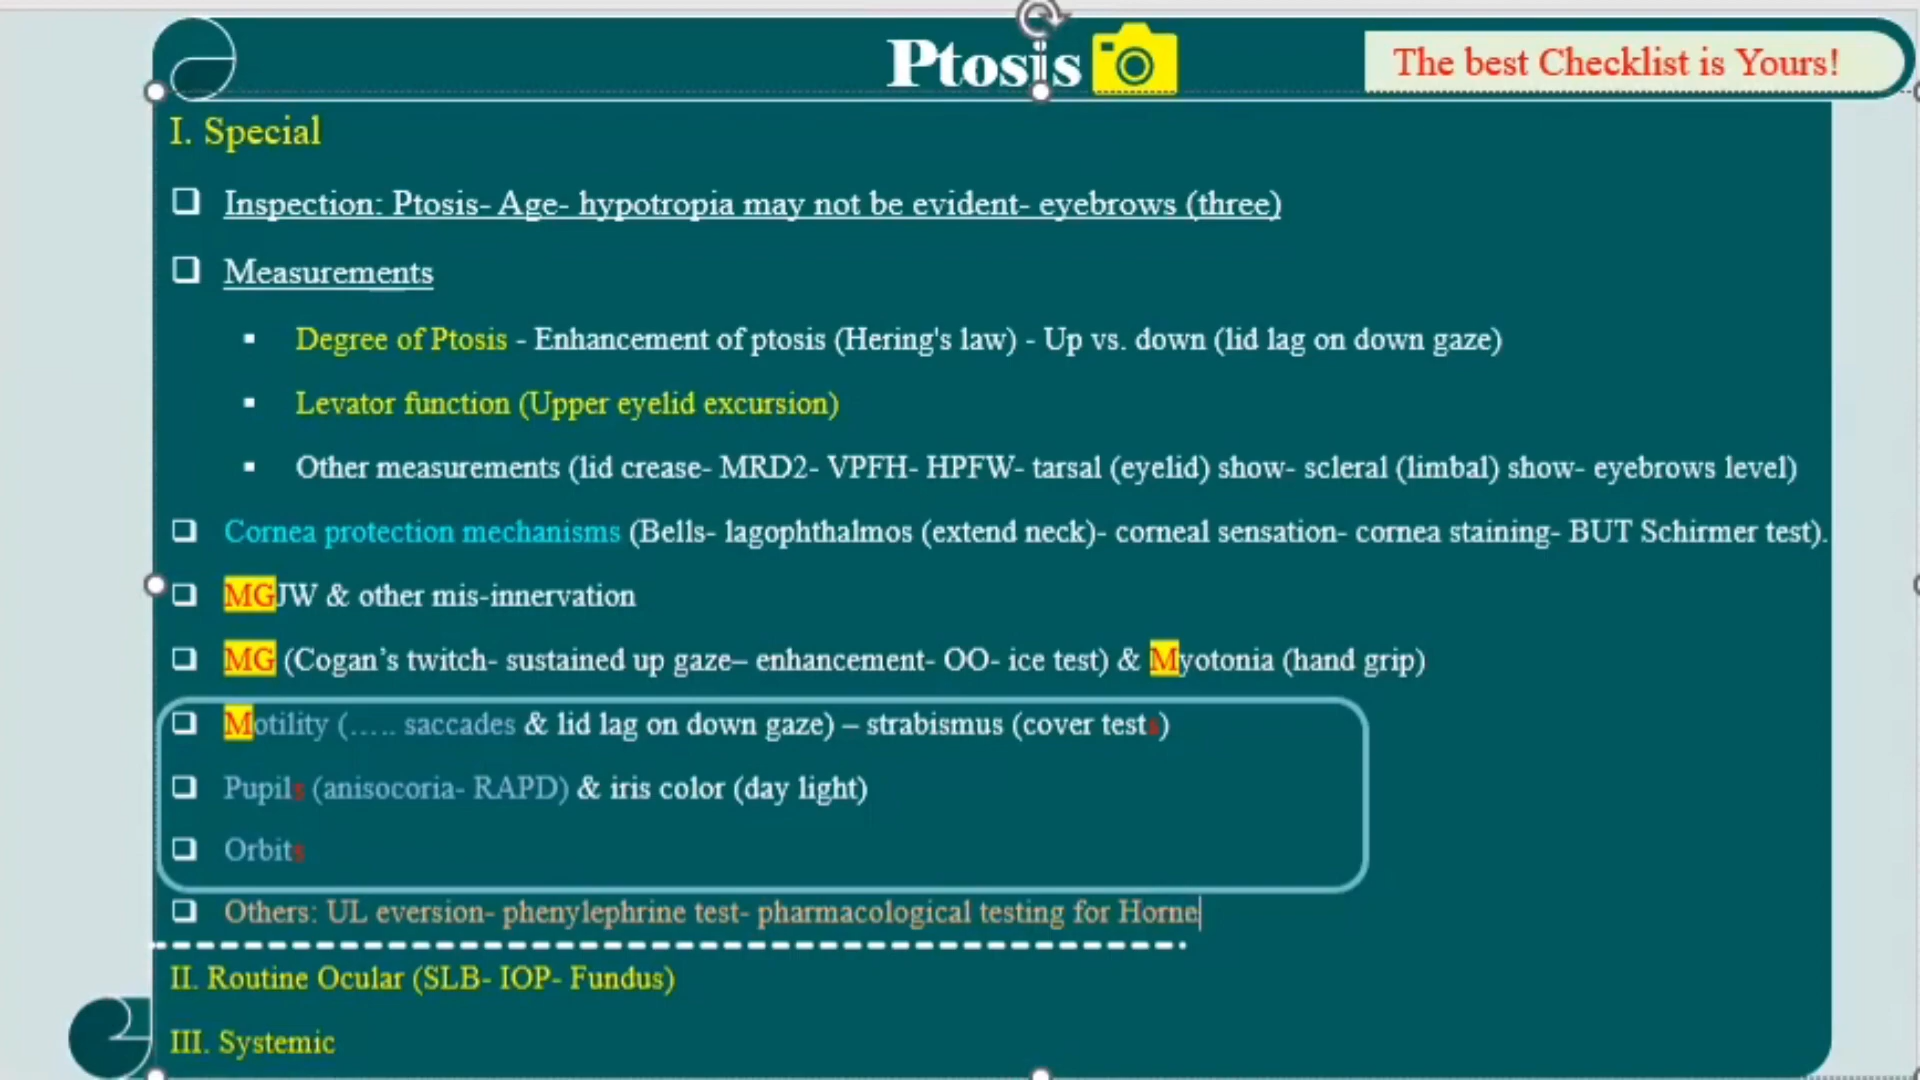 Ptosis
The best Checklist is Yours!
I. Special
Inspection: Ptosis- Age- hypotropia may not be evident- eyebrows (three)
Measurements
Degree of Ptosis - Enhancement of ptosis (Hering's law) - Up vs. down (lid lag on down gaze)
Levator function (Upper eyelid excursion)
Other measurements (lid crease- MRD2- VPFH- HPFW- tarsal (eyelid) show- scleral (limbal) show- eyebrows level)
Cornea protection mechanisms (Bells- lagophthalmos (extend neck)- corneal sensation- cornea staining- BUT Schirmer test).
MGJW & other mis-innervation
MG (Cogan’s twitch- sustained up gaze– enhancement- OO- ice test) & Myotonia (hand grip)
Motility (….. saccades & lid lag on down gaze) – strabismus (cover tests)
Pupils (anisocoria- RAPD) & iris color (day light)
Orbits
Others: UL eversion- phenylephrine test- pharmacological testing for Horne
II. Routine Ocular (SLB- IOP- Fundus)
III. Systemic